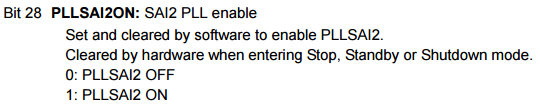 Bit 28 PLLSAI2ON: SAI2 PLL enable
Set and cleared by software to enable PLLSAI2.
Cleared by hardware when entering Stop, Standby or Shutdown mode.
0: PLLSAI2 OFF
1: PLLSAI2 ON